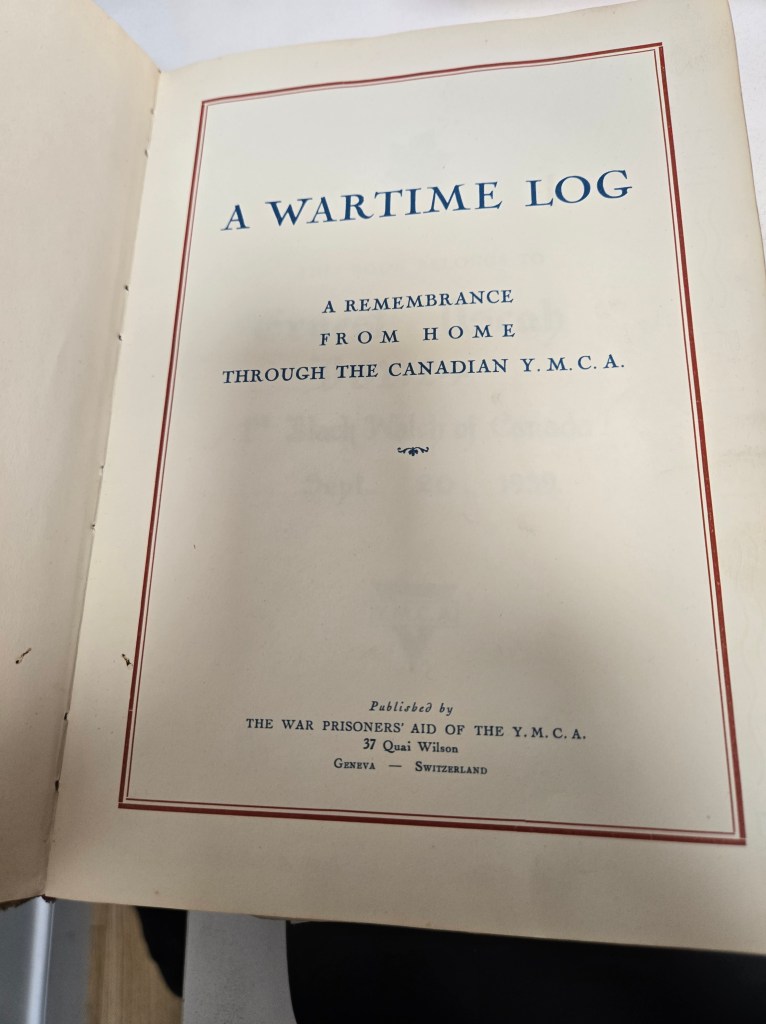 A WARTIME LOG
A REMEMBRANCE
FROM HOME
THROUGH THE CANADIAN Y. M. C. A.
Published by
THE WAR PRISONERS' AID OF THE Y. M. C. A.
37 Quai Wilson
GENEVA — SWITZERLAND